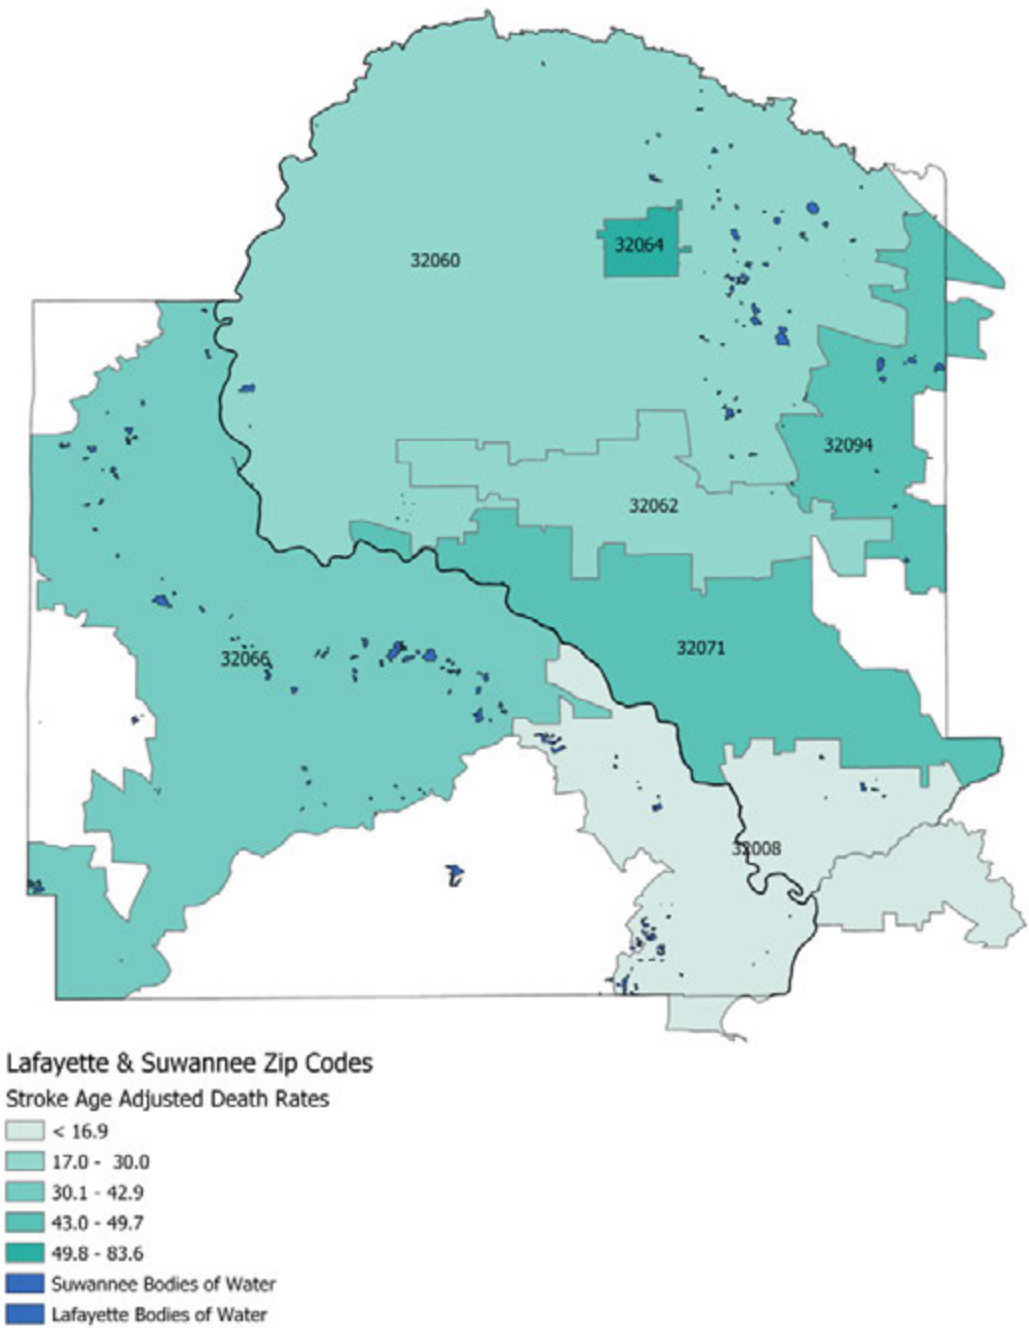 32064
32060
32094
32062
32071
32066
32008
Lafayette & Suwannee Zip Codes
Stroke Age Adjusted Death Rates
< 16.9
17.0 - 30.0
30.1 - 42.9
43.0 - 49.7
49.8 - 83.6
Suwannee Bodies of Water
Lafayette Bodies of Water